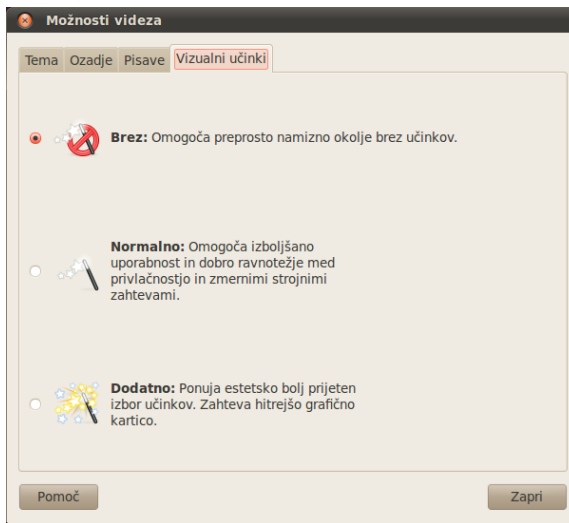 Možnosti videza
Tema Ozadje Pisave Vizualni učinki
Brez: Omogoča preprosto namizno okolje brez učinkov.
Normalno: Omogoča izboljšano
uporabnost in dobro ravnotežje med
privlačnostjo in zmernimi strojnimi
zahtevami.
Dodatno: Ponuja estetsko bolj prijeten
izbor učinkov. Zahteva hitrejšo grafično
kartico.
Pomoč Zapri